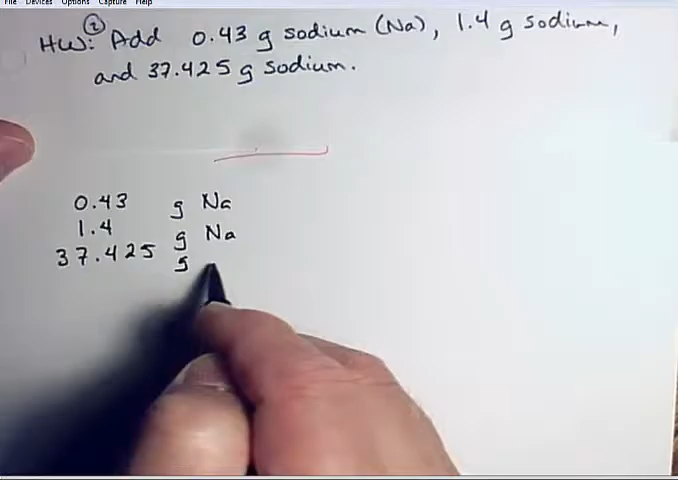 File Devices Options Capture Help
HW: ② Add 0.43 g sodium (Na), 1.4 g sodium,
and 37.425 g sodium.
0.43 g Na
1.4 g Na
37.425 g